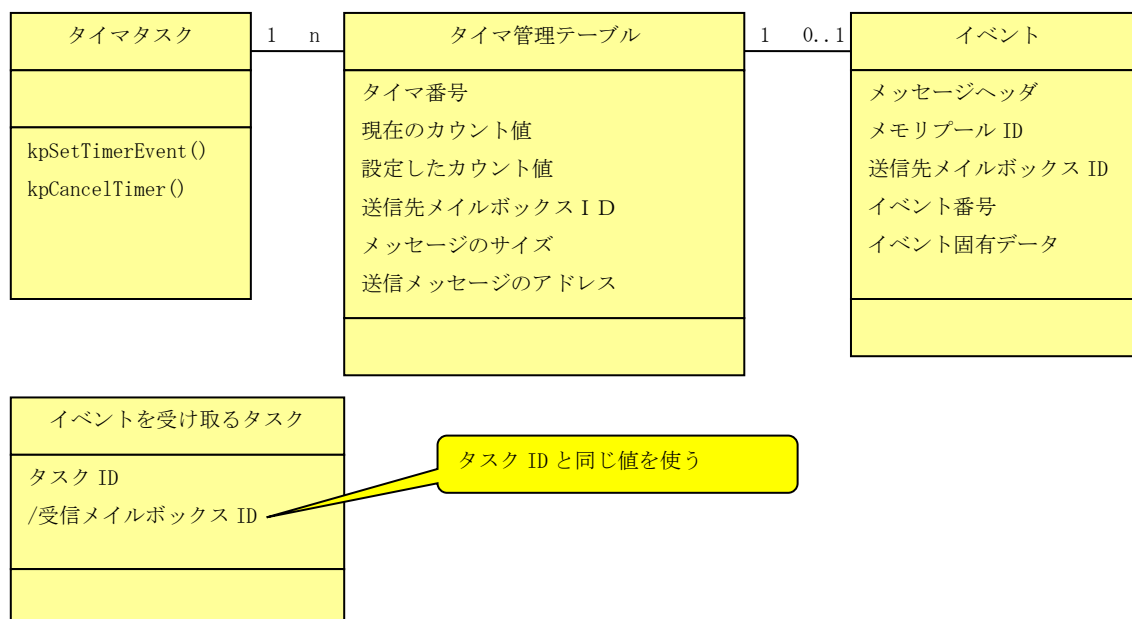 タイマタスク
1 n
タイマ管理テーブル
1 0..1
イベント
kpSetTimerEvent()
kpCancelTimer()
タイマ番号
現在のカウント値
設定したカウント値
送信先メイルボックスＩＤ
メッセージのサイズ
送信メッセージのアドレス
メッセージヘッダ
メモリプール ID
送信先メイルボックス ID
イベント番号
イベント固有データ
イベントを受け取るタスク
タスク ID
/受信メイルボックス ID
タスク ID と同じ値を使う